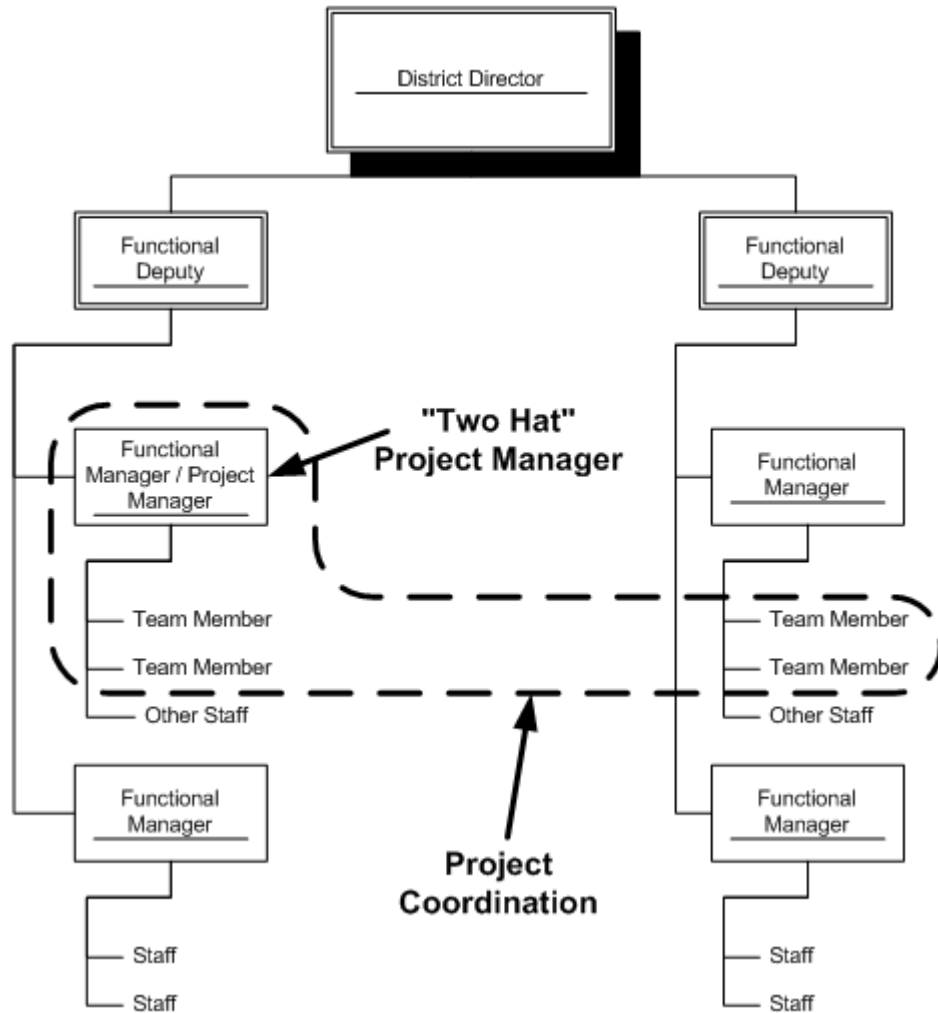 District Director
Functional
Deputy
Functional
Deputy
"Two Hat"
Project Manager
Functional
Manager / Project
Manager
Functional
Manager
Team Member
Team Member
Other Staff
Team Member
Team Member
Other Staff
Functional
Manager
Functional
Manager
Project
Coordination
Staff
Staff
Staff
Staff